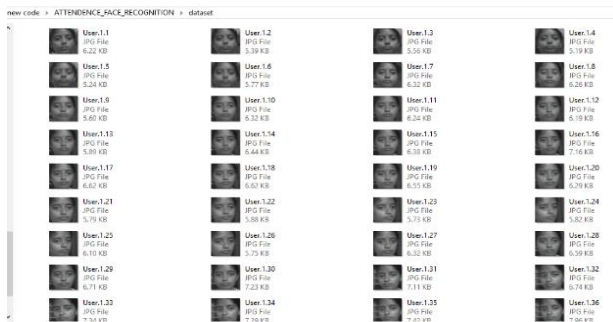 new code > ATTENDENCE_FACE_RECOGNITION > dataset
User.1.1
JPG File
6.22 KB
User.1.2
JPG File
5.39 KB
User.1.3
JPG File
5.56 KB
User.1.4
JPG File
5.19 KB
User.1.5
JPG File
5.24 KB
User.1.6
JPG File
5.77 KB
User.1.7
JPG File
6.32 KB
User.1.8
JPG File
6.26 KB
User.1.9
JPG File
5.60 KB
User.1.10
JPG File
6.32 KB
User.1.11
JPG File
6.24 KB
User.1.12
JPG File
6.19 KB
User.1.13
JPG File
5.89 KB
User.1.14
JPG File
6.44 KB
User.1.15
JPG File
6.38 KB
User.1.16
JPG File
7.16 KB
User.1.17
JPG File
6.62 KB
User.1.18
JPG File
6.62 KB
User.1.19
JPG File
6.55 KB
User.1.20
JPG File
6.29 KB
User.1.21
JPG File
5.79 KB
User.1.22
JPG File
5.88 KB
User.1.23
JPG File
5.73 KB
User.1.24
JPG File
5.82 KB
User.1.25
JPG File
6.10 KB
User.1.26
JPG File
5.75 KB
User.1.27
JPG File
6.32 KB
User.1.28
JPG File
6.59 KB
User.1.29
JPG File
6.71 KB
User.1.30
JPG File
7.23 KB
User.1.31
JPG File
7.11 KB
User.1.32
JPG File
6.74 KB
User.1.33
JPG File
User.1.34
JPG File
User.1.35
JPG File
User.1.36
JPG File